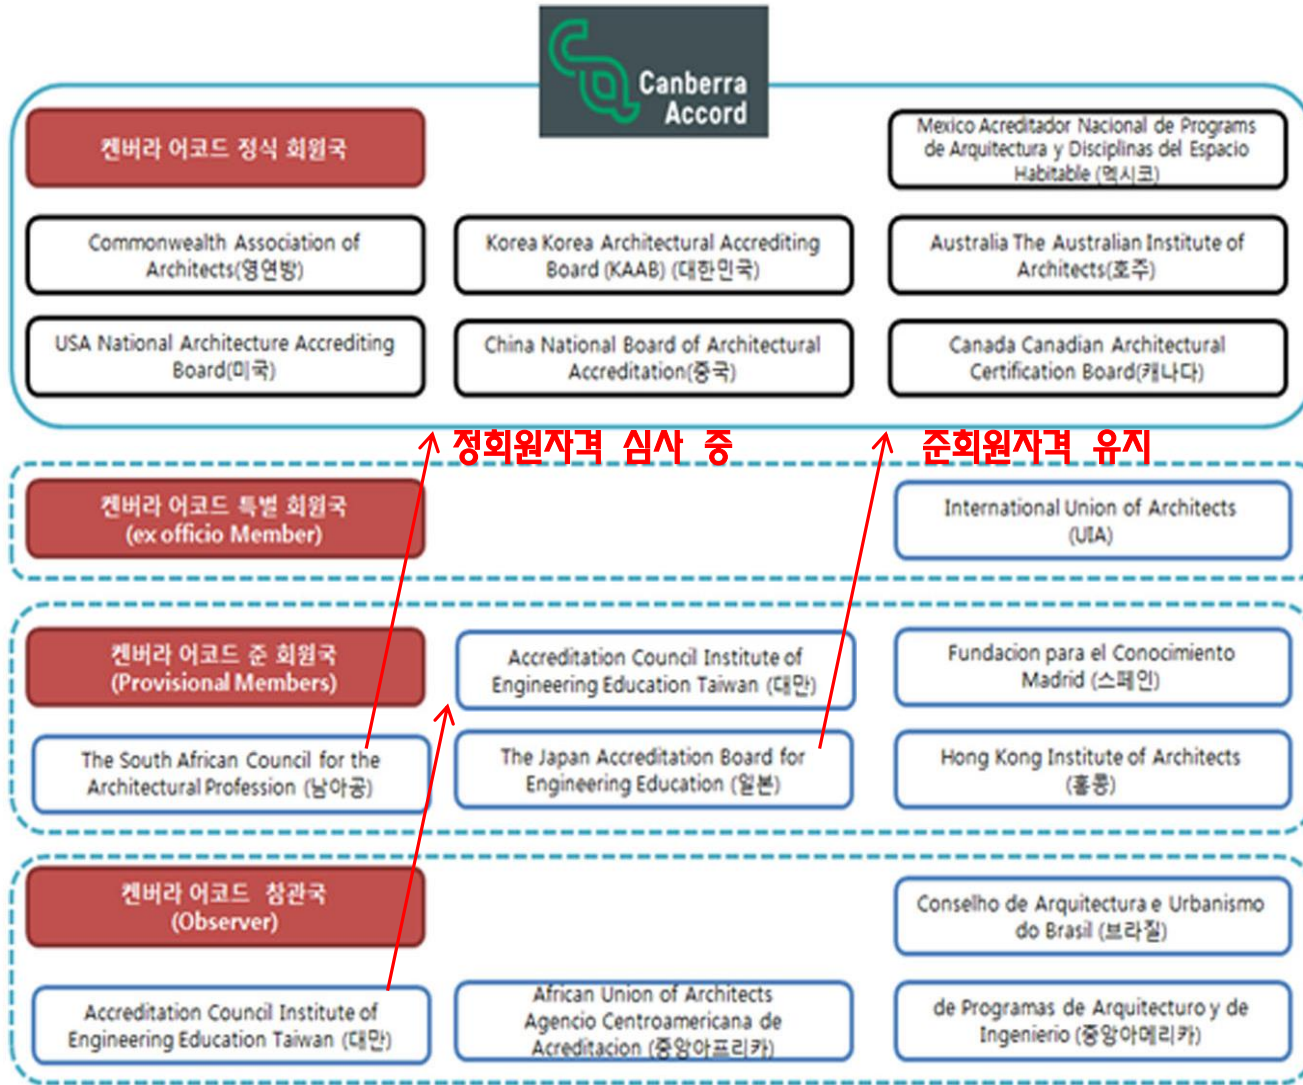 Canberra
Accord
켄버라 어코드 정식 회원국
Mexico Acreditador Nacional de Programs
de Arquitectura y Disciplinas del Espacio
Habitable (멕시코)
Commonwealth Association of
Architects(영연방)
Korea Korea Architectural Accrediting
Board (KAAB) (대한민국)
Australia The Australian Institute of
Architects(호주)
USA National Architecture Accrediting
Board(미국)
China National Board of Architectural
Accreditation(중국)
Canada Canadian Architectural
Certification Board(캐나다)
정회원자격 심사 중
준회원자격 유지
켄버라 어코드 특별 회원국
(ex officio Member)
International Union of Architects
(UIA)
켄버라 어코드 준 회원국
(Provisional Members)
Accreditation Council Institute of
Engineering Education Taiwan (대만)
Fundacion para el Conocimiento
Madrid (스페인)
The South African Council for the
Architectural Profession (남아공)
The Japan Accreditation Board for
Engineering Education (일본)
Hong Kong Institute of Architects
(홍콩)
켄버라 어코드 참관국
(Observer)
Conselho de Arquitectura e Urbanismo
do Brasil (브라질)
Accreditation Council Institute of
Engineering Education Taiwan (대만)
African Union of Architects
Agencio Centroamericana de
Acreditacion (중앙아프리카)
de Programas de Arquitecturo y de
Ingenierio (중앙아메리카)